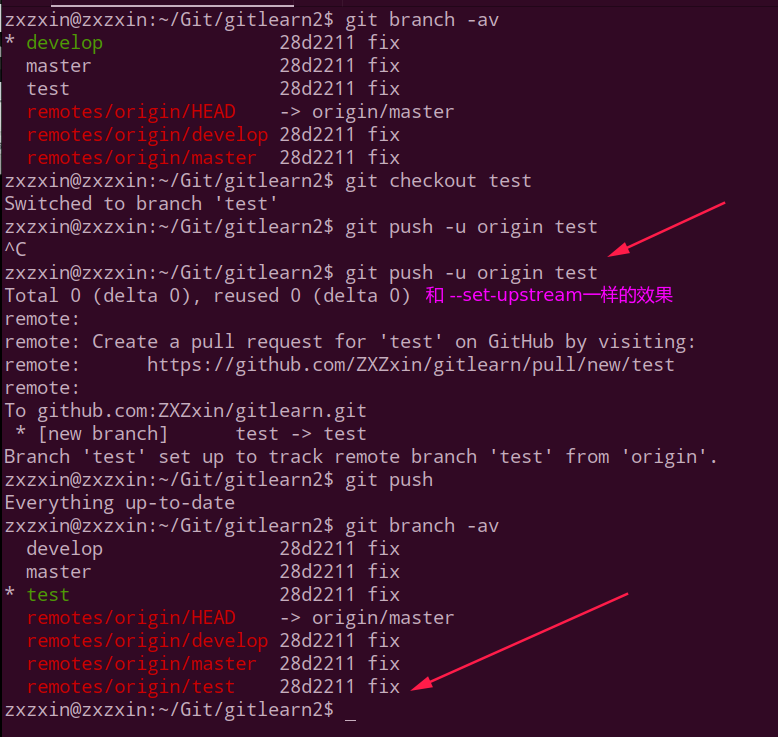 zxzxin@zxzxin:~/Git/gitlearn2$ git branch -av
* develop                28d2211 fix
  master                 28d2211 fix
  test                   28d2211 fix
  remotes/origin/HEAD    -> origin/master
  remotes/origin/develop 28d2211 fix
  remotes/origin/master  28d2211 fix
zxzxin@zxzxin:~/Git/gitlearn2$ git checkout test
Switched to branch 'test'
zxzxin@zxzxin:~/Git/gitlearn2$ git push -u origin test
^C
zxzxin@zxzxin:~/Git/gitlearn2$ git push -u origin test
Total 0 (delta 0), reused 0 (delta 0) 和 --set-upstream一样的效果
remote:
remote: Create a pull request for 'test' on GitHub by visiting:
remote:      https://github.com/ZXZxin/gitlearn/pull/new/test
remote:
To github.com:ZXZxin/gitlearn.git
 * [new branch]      test -> test
Branch 'test' set up to track remote branch 'test' from 'origin'.
zxzxin@zxzxin:~/Git/gitlearn2$ git push
Everything up-to-date
zxzxin@zxzxin:~/Git/gitlearn2$ git branch -av
  develop                28d2211 fix
  master                 28d2211 fix
* test                   28d2211 fix
  remotes/origin/HEAD    -> origin/master
  remotes/origin/develop 28d2211 fix
  remotes/origin/master  28d2211 fix
  remotes/origin/test    28d2211 fix
zxzxin@zxzxin:~/Git/gitlearn2$ _